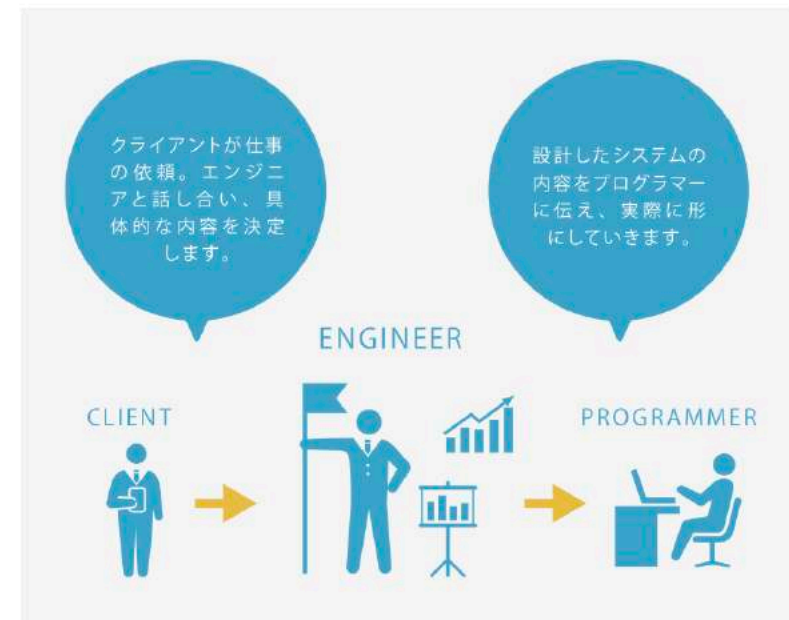 クライアントが仕事
の依頼。エンジニ
アと話し合い、具
体的な内容を決定
します。
設計したシステムの
内容をプログラマー
に伝え、実際に形
にしていきます。
ENGINEER
CLIENT
PROGRAMMER